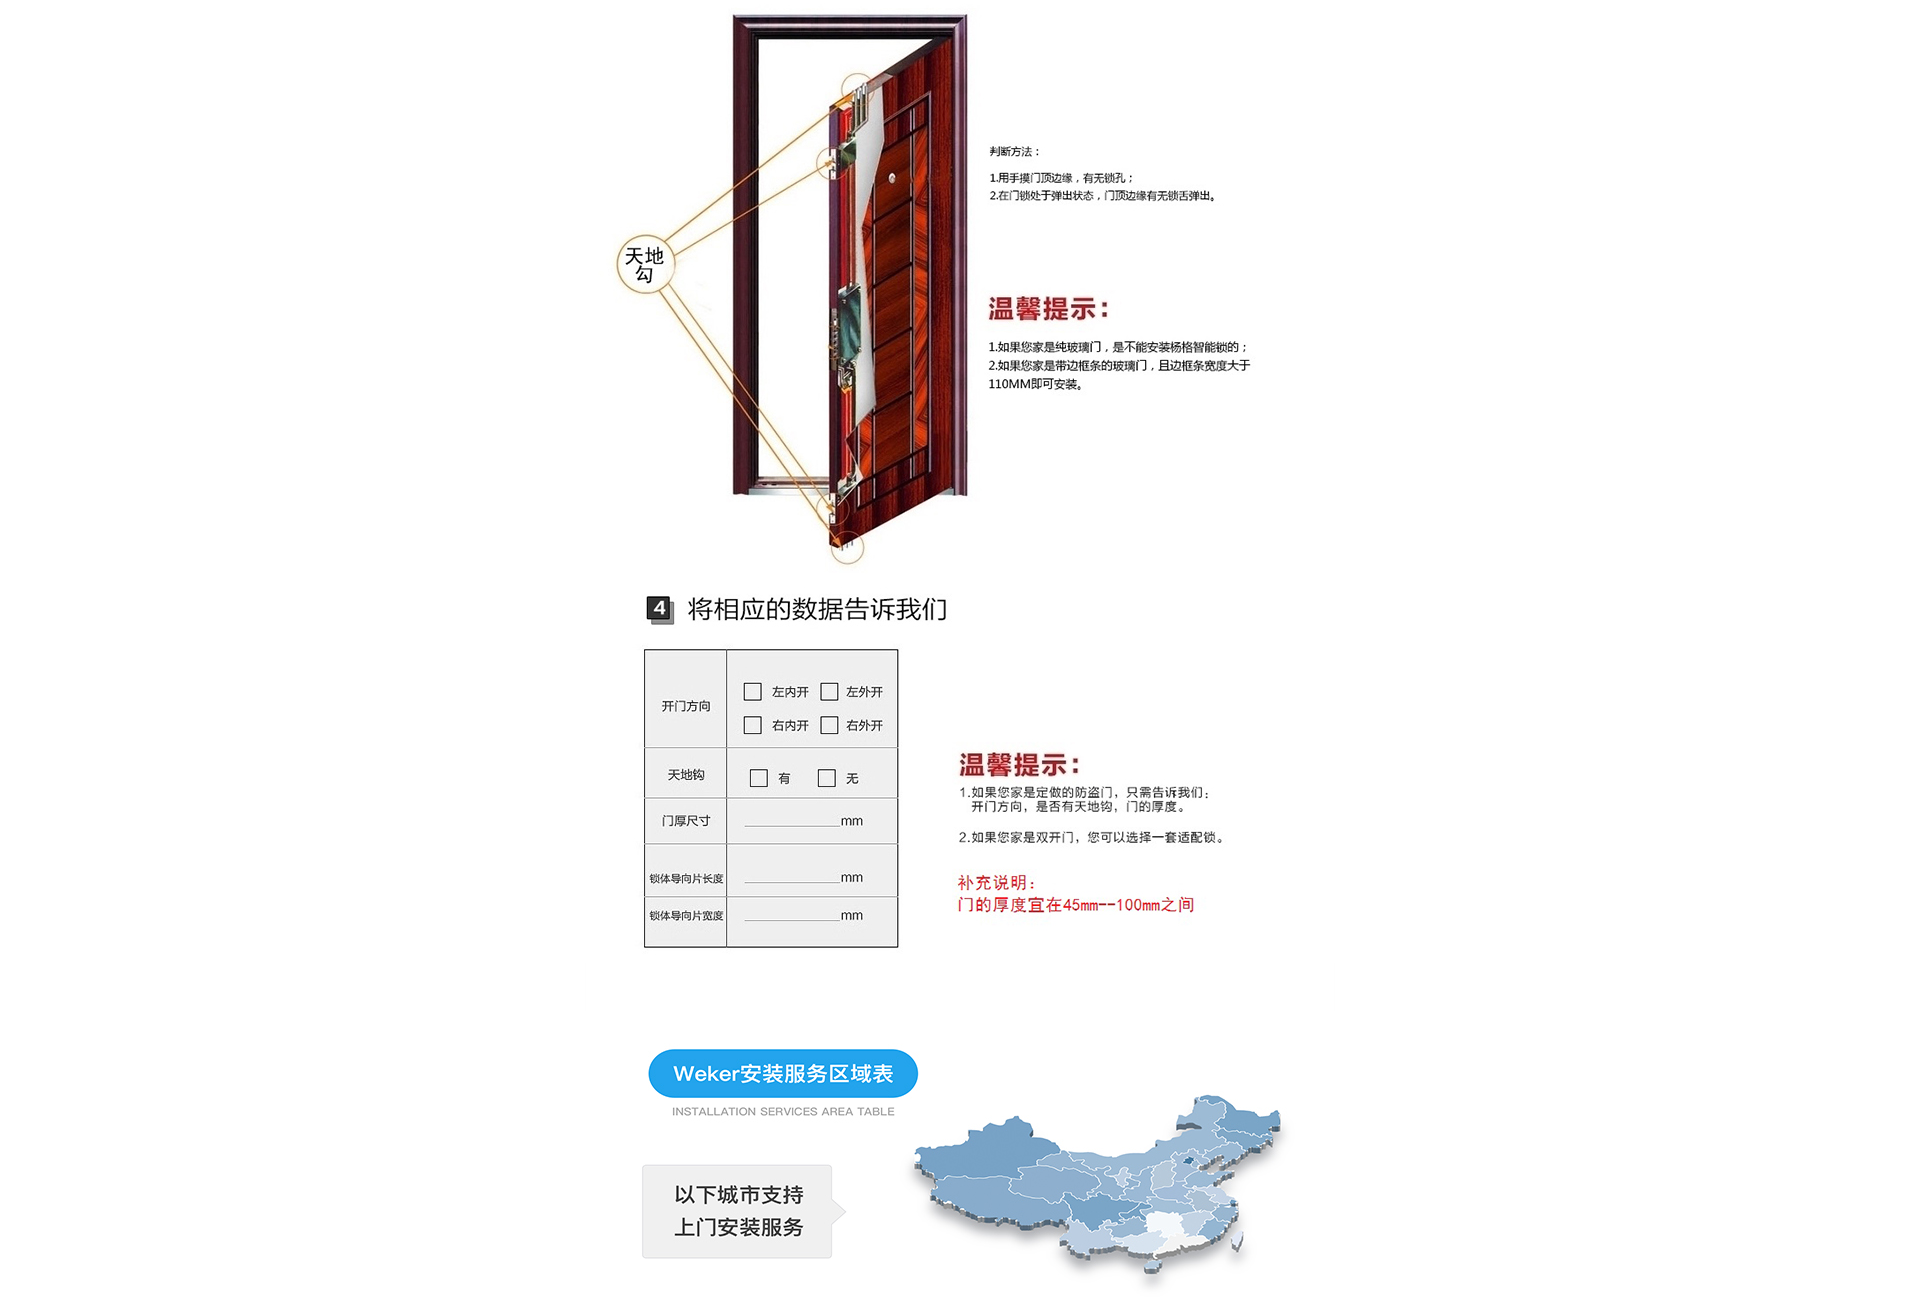 天地
勾
判断方法：
1.用手摸门顶边缘，有无锁孔；
2.在门锁处于弹出状态，门顶边缘有无锁舌弹出。
温馨提示：
1.如果您家是纯玻璃门，是不能安装杨格智能锁的；
2.如果您家是带边框条的玻璃门，且边框条宽度大于
110MM即可安装。
4 将相应的数据告诉我们
开门方向
左内开 左外开
右内开 右外开
天地钩 有 无
门厚尺寸 ______mm
锁体导向片长度 ______mm
锁体导向片宽度 ______mm
温馨提示：
1.如果您家是定做的防盗门，只需告诉我们：
开门方向，是否有天地钩，门的厚度。
2.如果您家是双开门，您可以选择一套适配锁。
补充说明：
门的厚度宜在45mm--100mm之间
Weker安装服务区域表
INSTALLATION SERVICES AREA TABLE
以下城市支持
上门安装服务